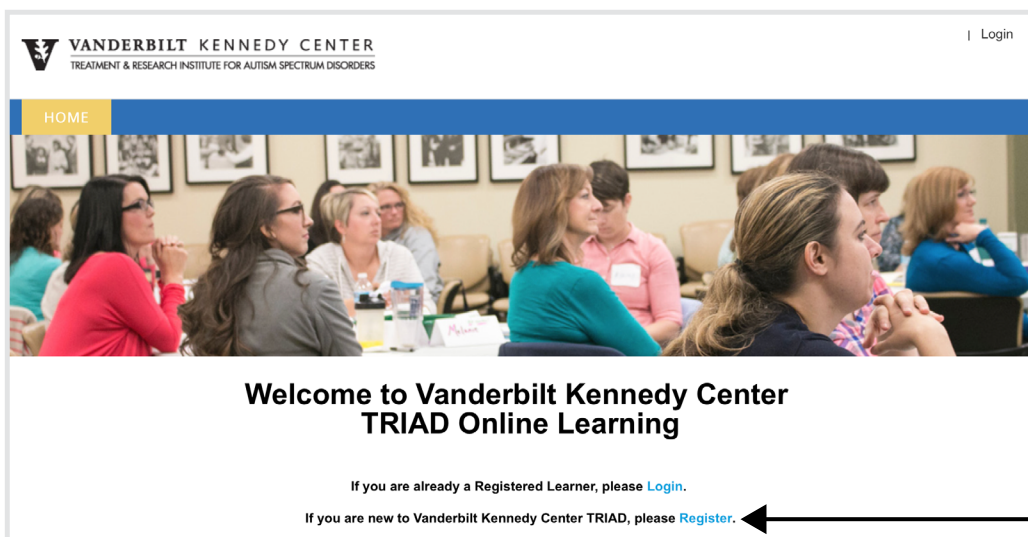 VANDERBILT KENNEDY CENTER
TREATMENT & RESEARCH INSTITUTE FOR AUTISM SPECTRUM DISORDERS
| Login
HOME
Melanie
Welcome to Vanderbilt Kennedy Center
TRIAD Online Learning
If you are already a Registered Learner, please Login.
If you are new to Vanderbilt Kennedy Center TRIAD, please Register.